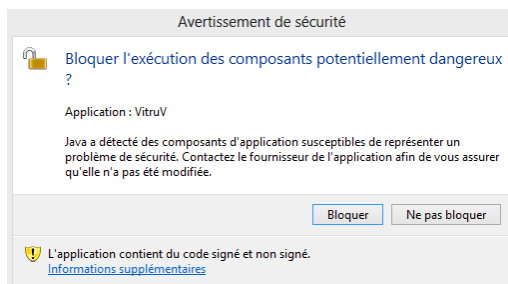 Avertissement de sécurité
Bloquer l'exécution des composants potentiellement dangereux
?
Application : VitruV
Java a détecté des composants d'application susceptibles de représenter un
problème de sécurité. Contactez le fournisseur de l'application afin de vous assurer
qu'elle n'a pas été modifiée.
Bloquer Ne pas bloquer
L'application contient du code signé et non signé.
Informations supplémentaires